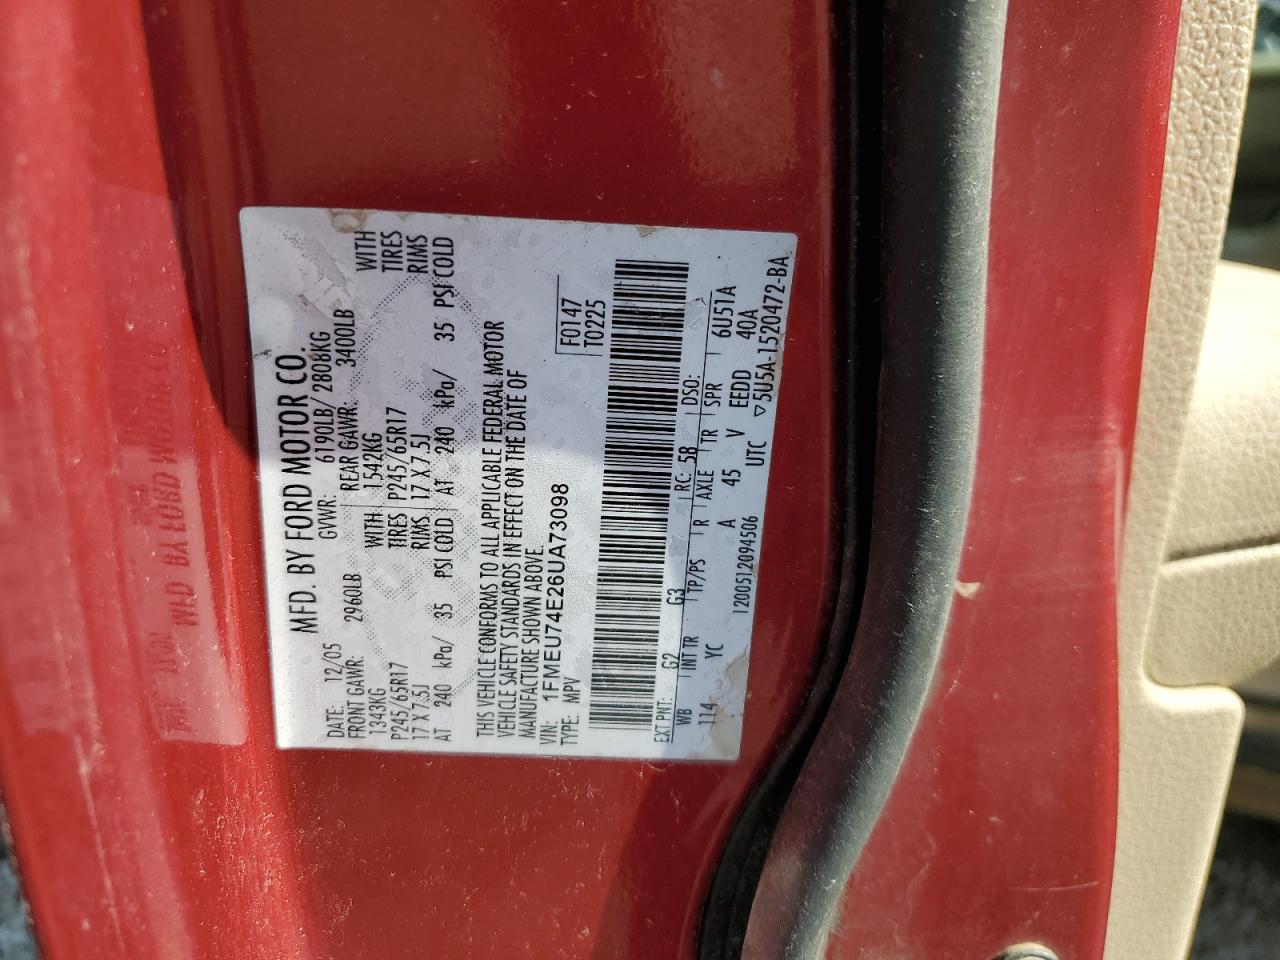 MFD. BY FORD MOTOR CO.
DATE: 12/05 GVWR: 6190LB/ 2808KG
FRONT GAWR: 2960LB REAR GAWR: 3400LB
1343KG WITH 1542KG WITH
P245/65R17 TIRES P245/65R17 TIRES
17 X 7.5J RIMS 17 X 7.5J RIMS
AT 240 kPa/ 35 PSI COLD AT 240 kPa/ 35 PSI COLD
THIS VEHICLE CONFORMS TO ALL APPLICABLE FEDERAL MOTOR
VEHICLE SAFETY STANDARDS IN EFFECT ON THE DATE OF
MANUFACTURE SHOWN ABOVE.
VIN: 1FMEU74E26UA73098 F0147
TYPE: MPV T0225
EXT PNT: G2 G3 RC: 58 DSO:
WB INT TR TP/PS R AXLE TR SPR 6U51A
114 YC A 45 V EEDD 40A
1200512094506 UTC ▽5U5A-1520472-BA